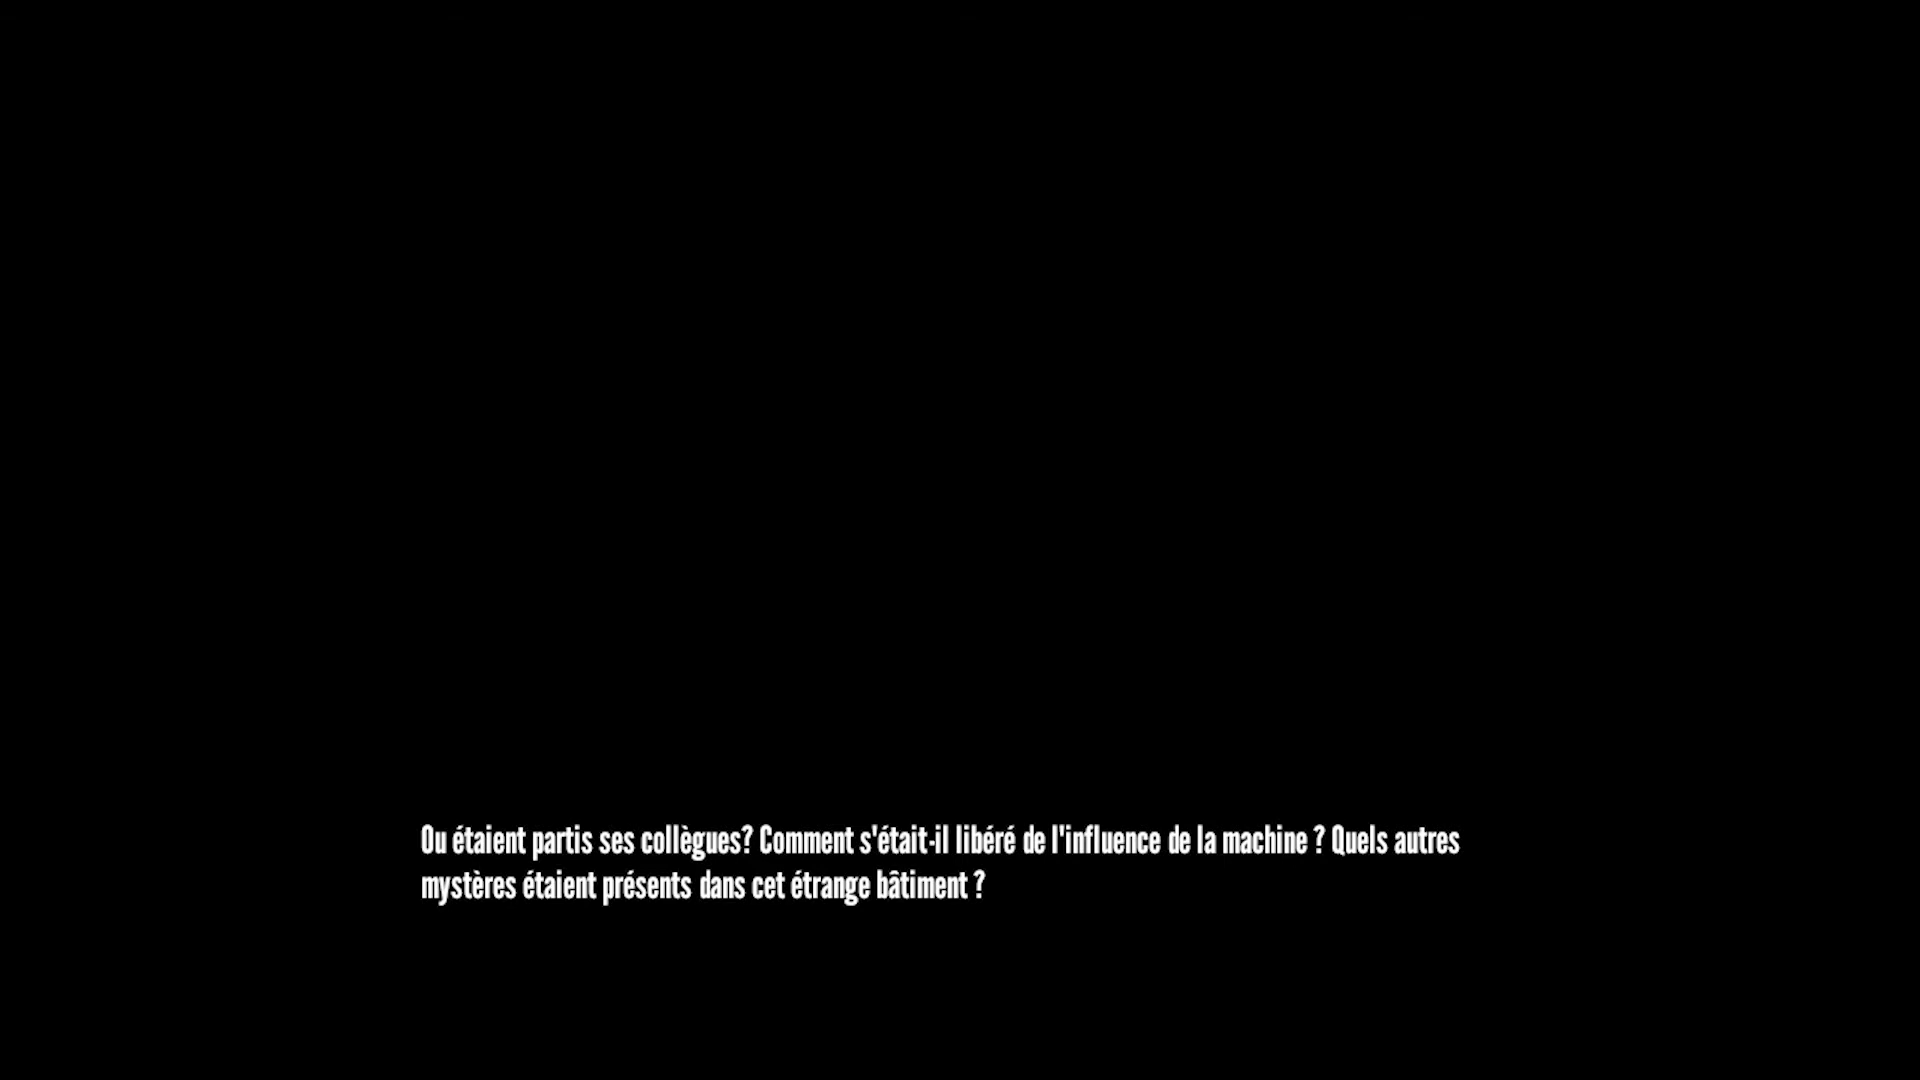 Ou étaient partis ses collègues? Comment s'était-il libéré de l'influence de la machine ? Quels autres
mystères étaient présents dans cet étrange bâtiment ?